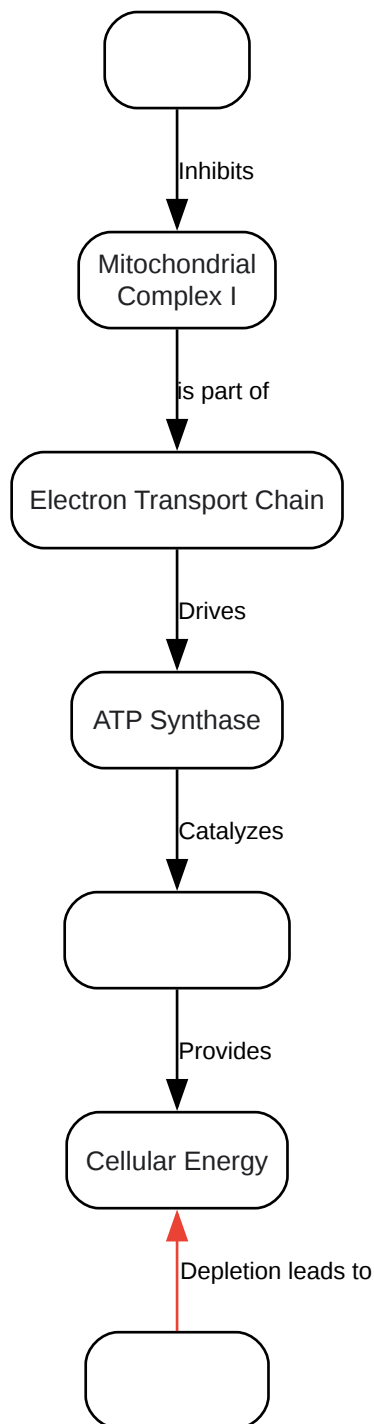 Inhibits
Mitochondrial
Complex I
is part of
Electron Transport Chain
Drives
ATP Synthase
Catalyzes
Provides
Cellular Energy
Depletion leads to